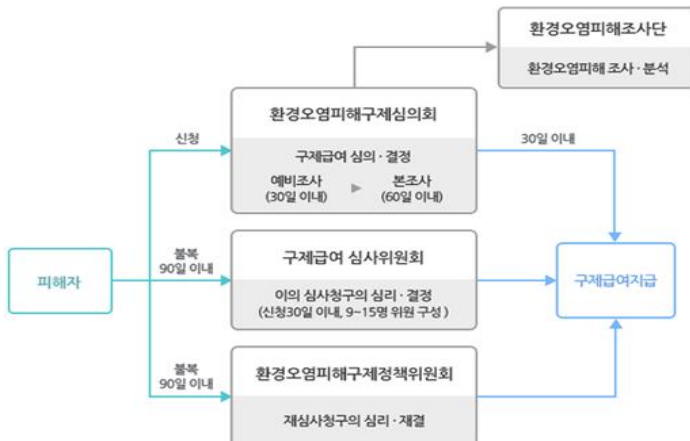 환경오염피해조사단
환경오염피해 조사 · 분석
환경오염피해구제심의회
신청
30일 이내
구제급여 심의 · 결정
예비조사 ▶ 본조사
(30일 이내) (60일 이내)
불복
90일 이내
구제급여 심사위원회
피해자
구제급여지급
이의 심사청구의 심리 · 결정
(신청30일 이내, 9~15명 위원 구성 )
불복
90일 이내
환경오염피해구제정책위원회
재심사청구의 심리 · 재결